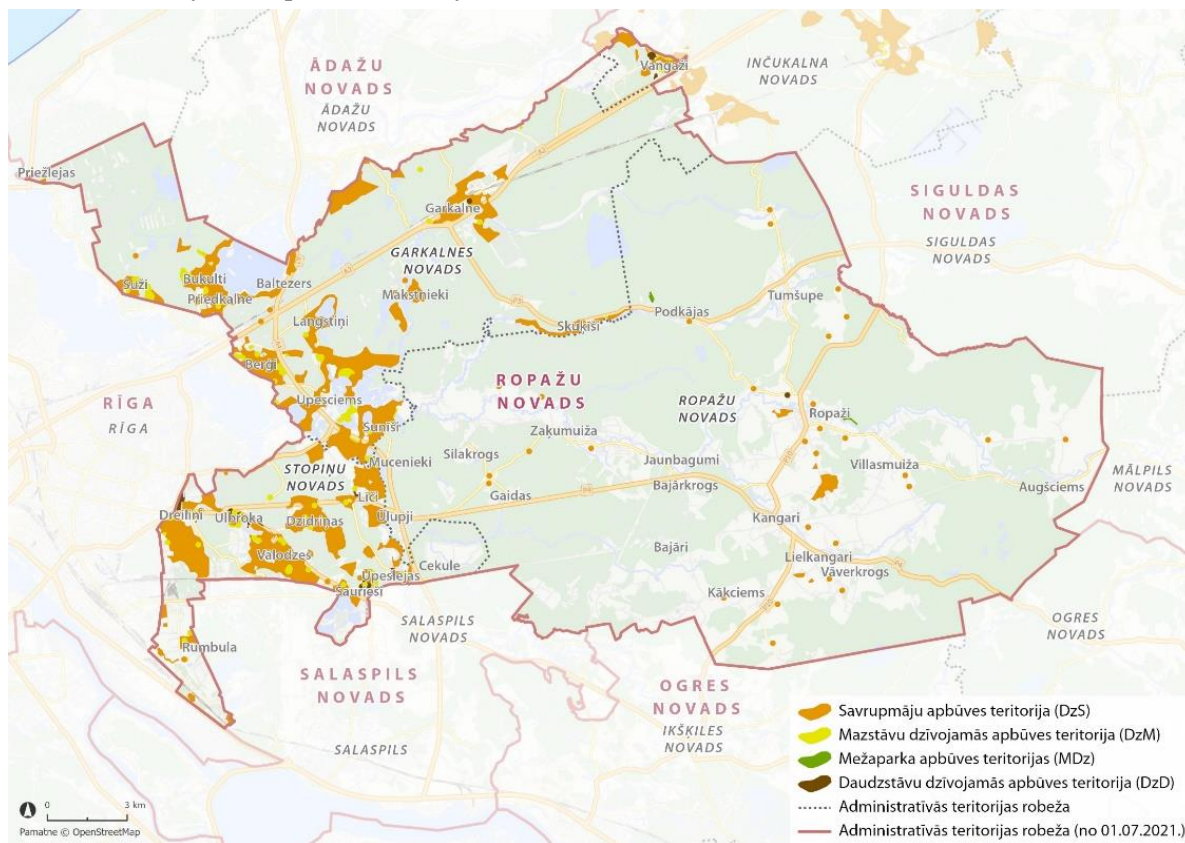 ĀDAŽU
NOVADS
ĀDAŽU
NOVADS
Vangaži
INČUKALNA
NOVADS
Priežlejas
SIGULDAS
NOVADS
SIGULDAS
NOVADS
Garkalne
GARKALNES
NOVADS
Suži
Bukulti
Priedkalne
Baltezers
Makstnieki
Langstiņi
Skuķīši
Podkājas
Tumšupe
Berģi
RĪGA
RĪGA
ROPAŽU
NOVADS
ROPAŽU
NOVADS
Ropaži
Upesciems
Sunīši
Zaķumuiža
Silakrogs
Mucenieki
STOPIŅU
NOVADS
Jaunbagumi
Bajārkrogs
Villasmuiža
Augšciems
MĀLPILS
NOVADS
Gaidas
Līči
Dreiliņi
Ulbroka
Dzidriņas
Ulupji
Kangari
Vālodzes
Cekule
Bajāri
Lielkangari
Vāverkrogs
Upeslejas
Saurieši
Kākciems
SALASPILS
NOVADS
OGRES
NOVADS
Rumbula
SALASPILS
NOVADS
OGRES
NOVADS
IKŠĶILES
NOVADS
SALASPILS
Savrupmāju apbūves teritorija (DzS)
Mazstāvu dzīvojamās apbūves teritorija (DzM)
Mežaparka apbūves teritorijas (MDz)
Daudzstāvu dzīvojamās apbūves teritorija (DzD)
Administratīvās teritorijas robeža
Administratīvās teritorijas robeža (no 01.07.2021.)
0 3 km
Pamatne © OpenStreetMap